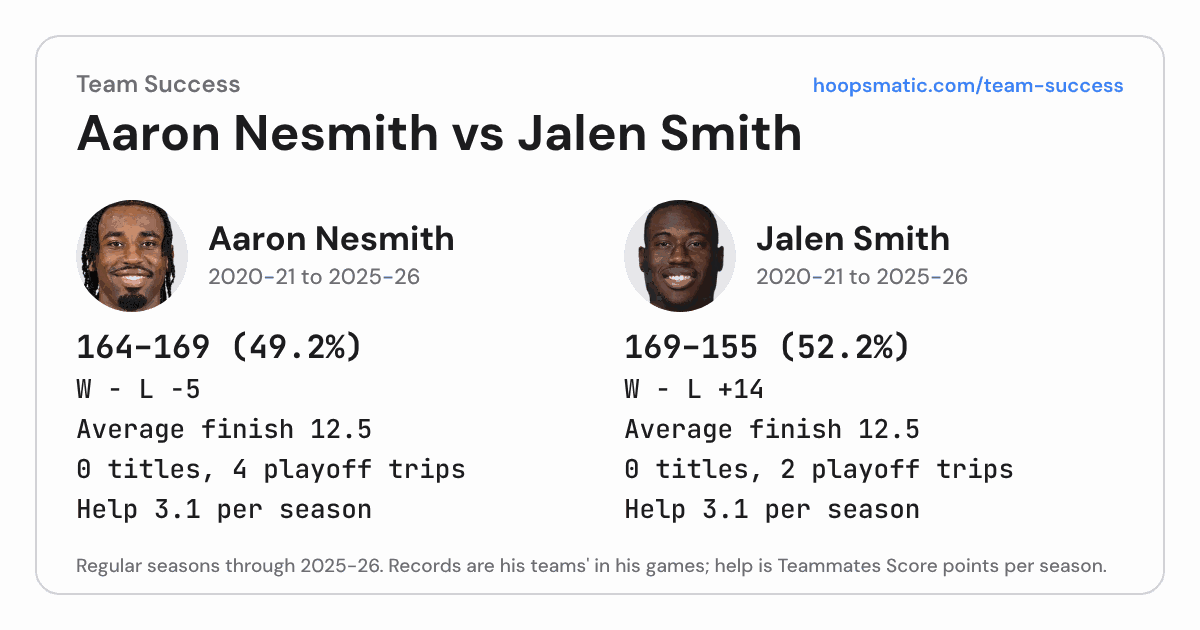 Team Success
hoopsmatic.com/team-success
Aaron Nesmith vs Jalen Smith
Aaron Nesmith
2020-21 to 2025-26
164-169 (49.2%)
W - L -5
Average finish 12.5
0 titles, 4 playoff trips
Help 3.1 per season
Jalen Smith
2020-21 to 2025-26
169-155 (52.2%)
W - L +14
Average finish 12.5
0 titles, 2 playoff trips
Help 3.1 per season
Regular seasons through 2025-26. Records are his teams' in his games; help is Teammates Score points per season.